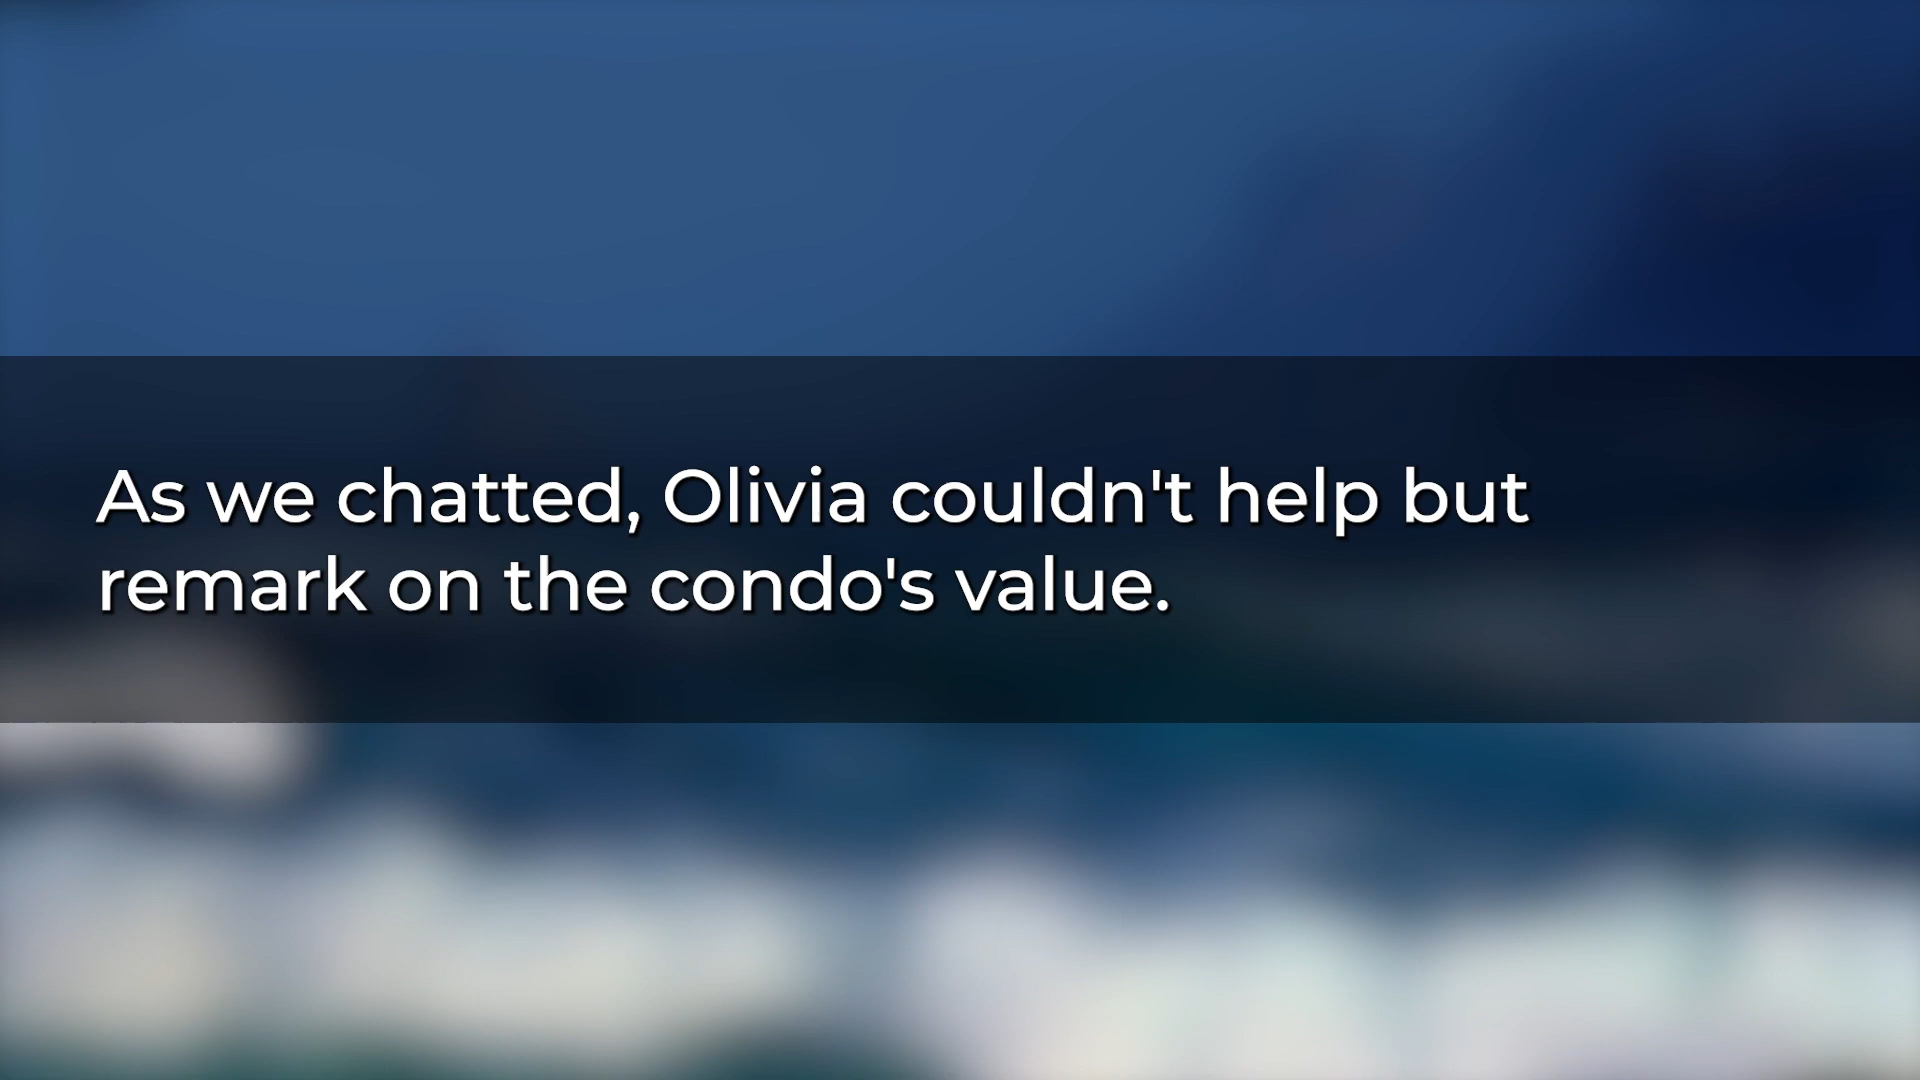 As we chatted, Olivia couldn't help but
remark on the condo's value.